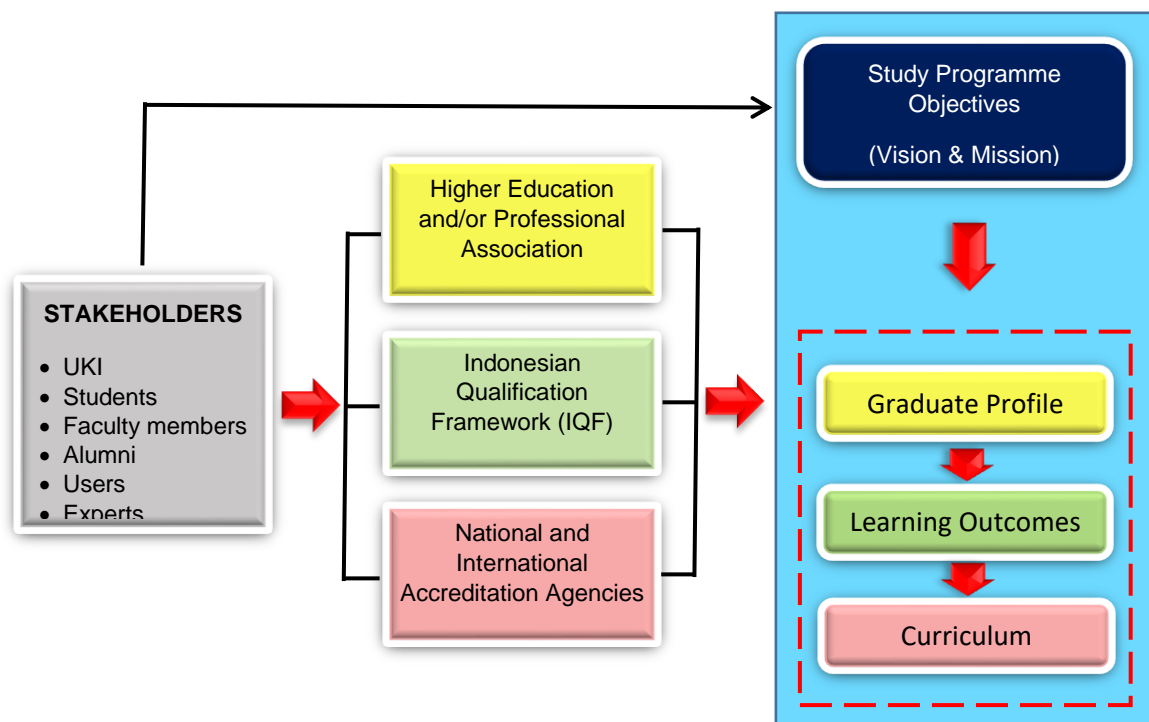 STAKEHOLDERS
• UKI
• Students
• Faculty members
• Alumni
• Users
• Experts
Higher Education
and/or Professional
Association
Indonesian
Qualification
Framework (IQF)
National and
International
Accreditation Agencies
Study Programme
Objectives
(Vision & Mission)
Graduate Profile
Learning Outcomes
Curriculum